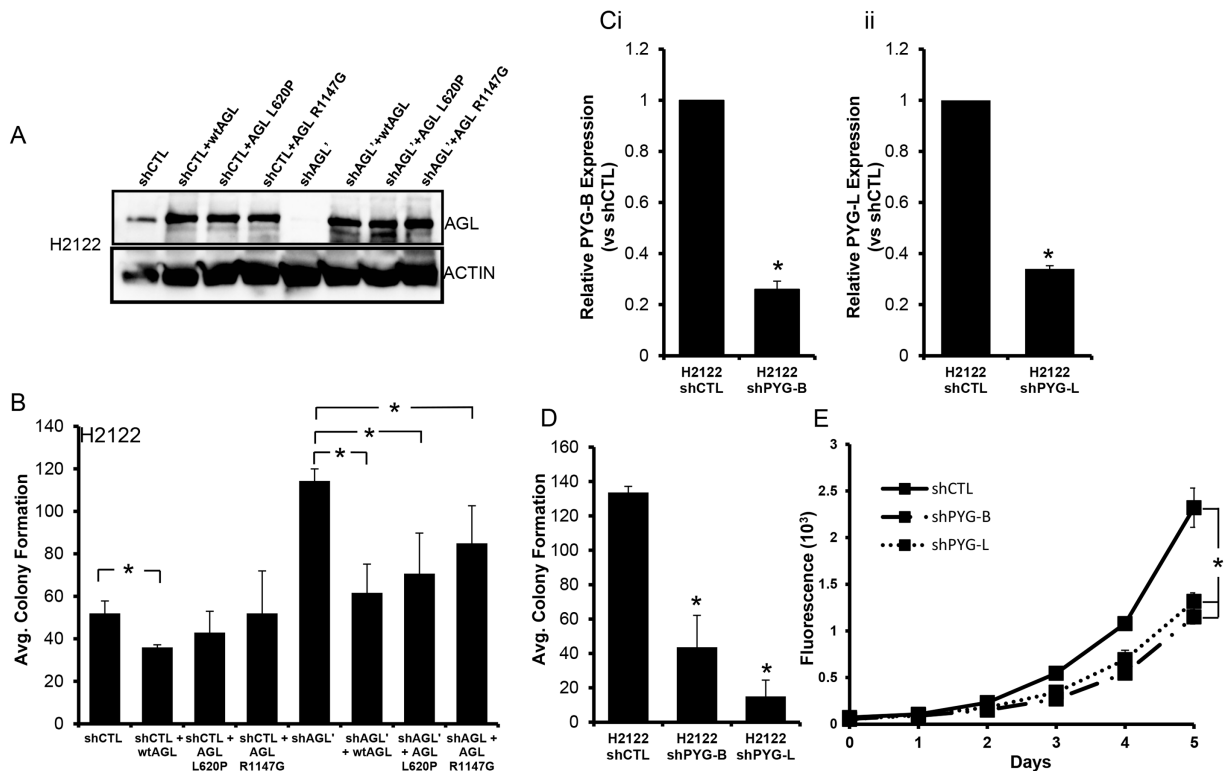 A
shCTL
shCTL+wtAGL
shCTL+AGL L620P
shCTL+AGL R1147G
shAGL'
shAGL'+wtAGL
shAGL'+AGL L620P
shAGL'+AGL R1147G
H2122
AGL
ACTIN
Ci
Relative PYG-B Expression
(vs shCTL)
1.2
1
0.8
0.6
0.4
0.2
0
*
H2122
shCTL
H2122
shPYG-B
ii
Relative PYG-L Expression
(vs shCTL)
1.2
1
0.8
0.6
0.4
0.2
0
*
H2122
shCTL
H2122
shPYG-L
B
H2122
Avg. Colony Formation
140
120
100
80
60
40
20
0
*
*
*
*
shCTL
shCTL +
wtAGL
shCTL +
AGL
L620P
shCTL +
AGL
R1147G
shAGL'
shAGL'
+ wtAGL
shAGL'
+ AGL
L620P
shAGL +
AGL
R1147G
D
Avg. Colony Formation
160
140
120
100
80
60
40
20
0
*
*
H2122
shCTL
H2122
shPYG-B
H2122
shPYG-L
E
Fluorescence (10³)
3
2.5
2
1.5
1
0.5
0
shCTL
shPYG-B
shPYG-L
*
0
1
2
3
4
5
Days